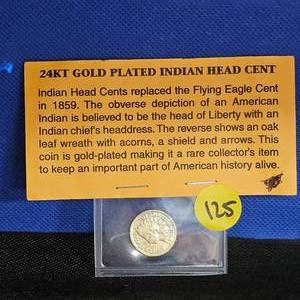 24KT GOLD PLATED INDIAN HEAD CENT
Indian Head Cents replaced the Flying Eagle Cent
in 1859. The obverse depiction of an American
Indian is believed to be the head of Liberty with an
Indian chief's headdress. The reverse shows an oak
leaf wreath with acorns, a shield and arrows. This
coin is gold-plated making it a rare collector's item
to keep an important part of American history alive.
125